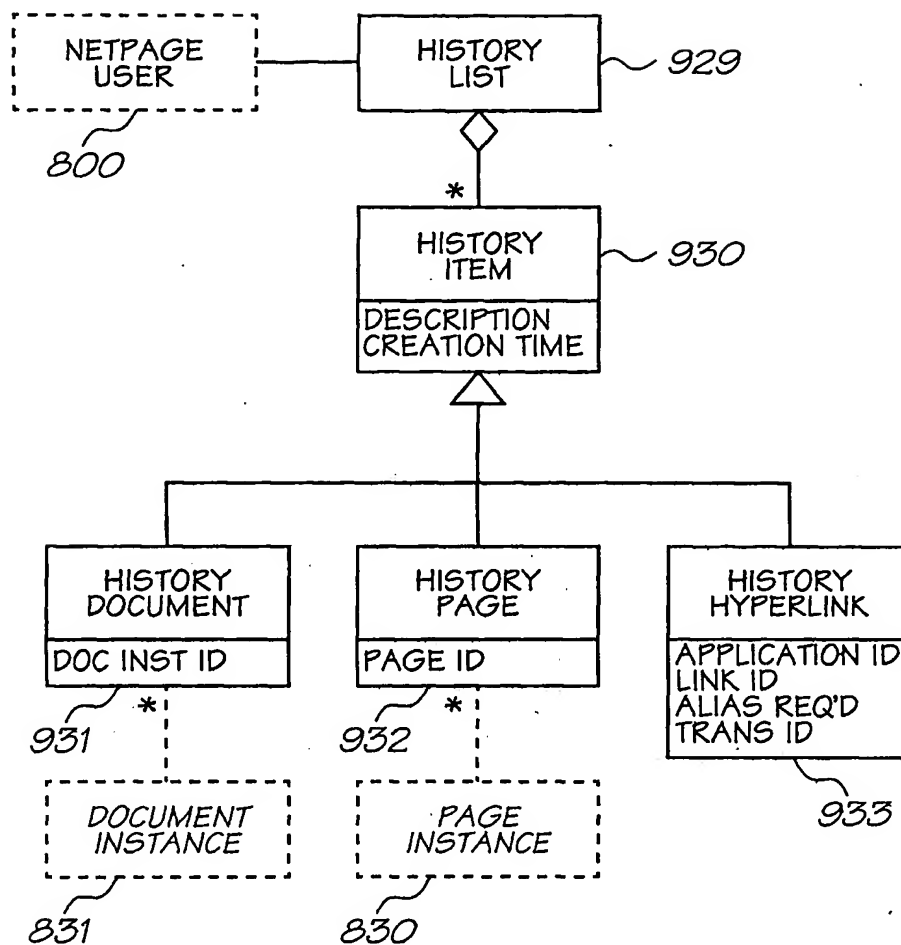 NETPAGE
USER
800
HISTORY
LIST
929
*
HISTORY
ITEM
930
DESCRIPTION
CREATION TIME
HISTORY
DOCUMENT
DOC INST ID
931
*
HISTORY
PAGE
PAGE ID
932
*
HISTORY
HYPERLINK
APPLICATION ID
LINK ID
ALIAS REQ'D
TRANS ID
933
DOCUMENT
INSTANCE
831
PAGE
INSTANCE
830